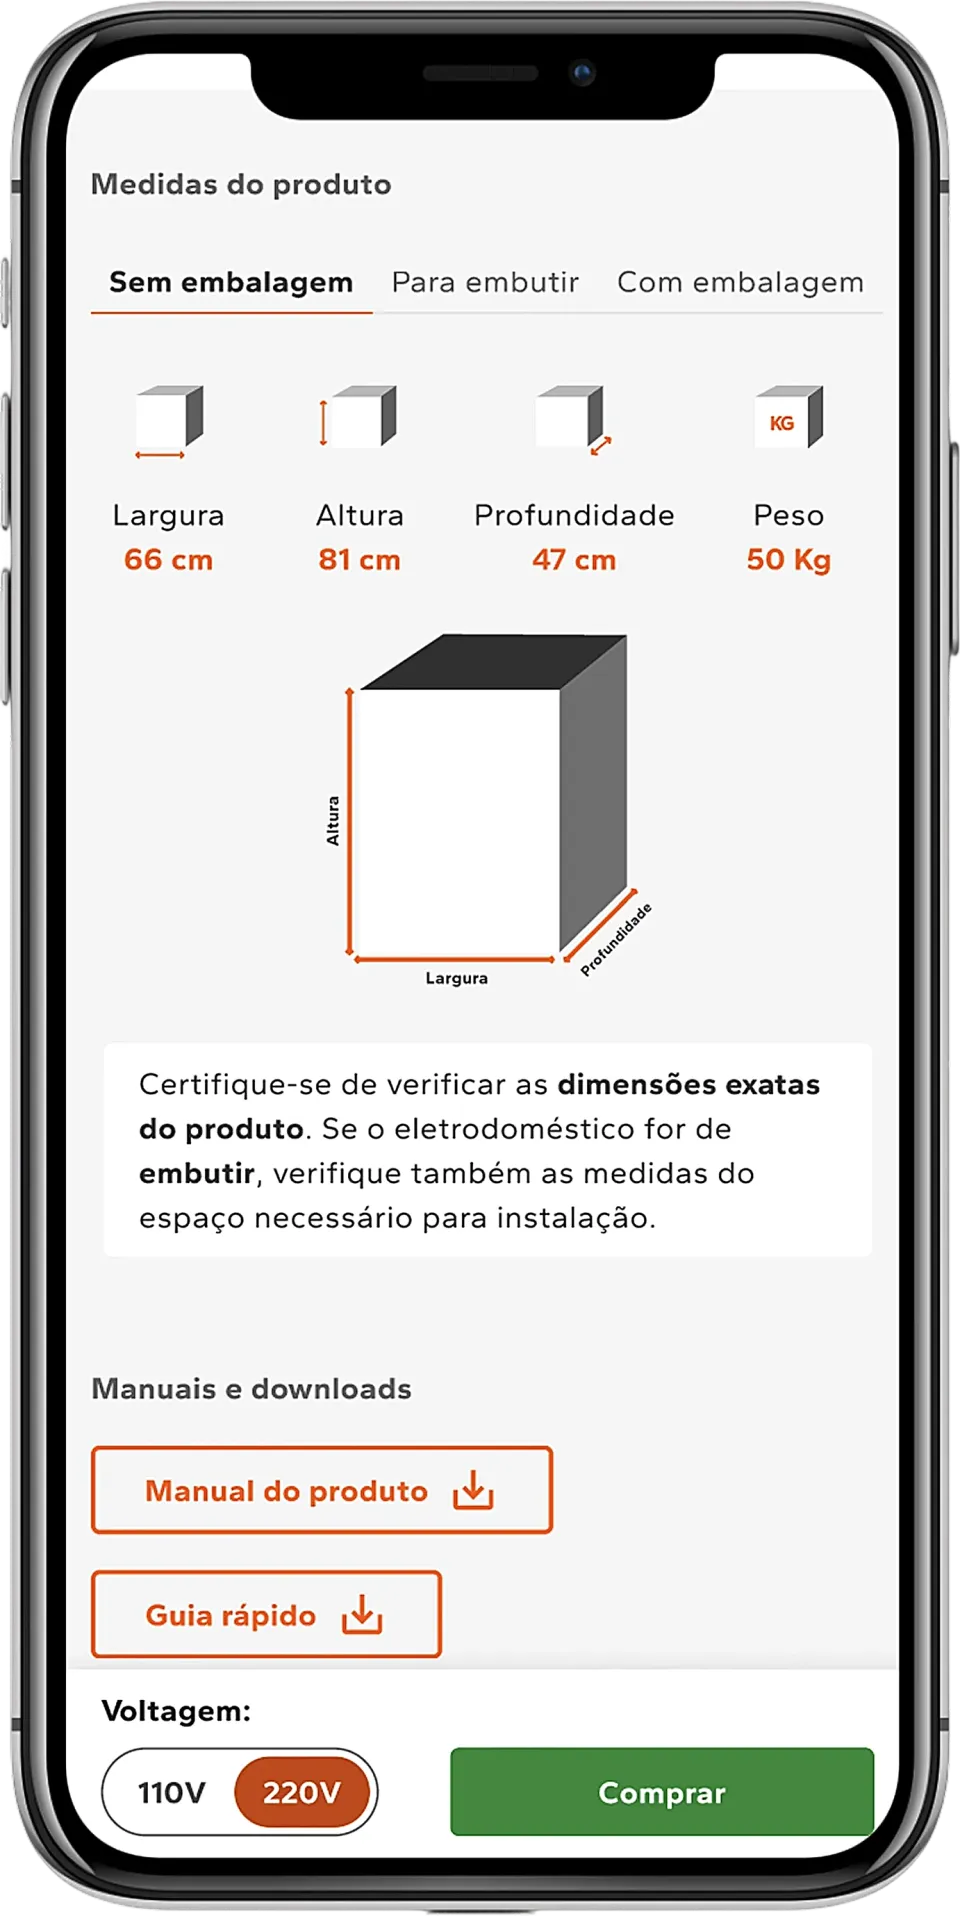 Medidas do produto
Sem embalagem Para embutir Com embalagem
KG
Largura Altura Profundidade Peso
66 cm 81 cm 47 cm 50 Kg
Altura
Profundidade
Largura
Certifique-se de verificar as dimensões exatas
do produto. Se o eletrodoméstico for de
embutir, verifique também as medidas do
espaço necessário para instalação.
Manuais e downloads
Manual do produto
Guia rápido
Voltagem:
110V 220V Comprar